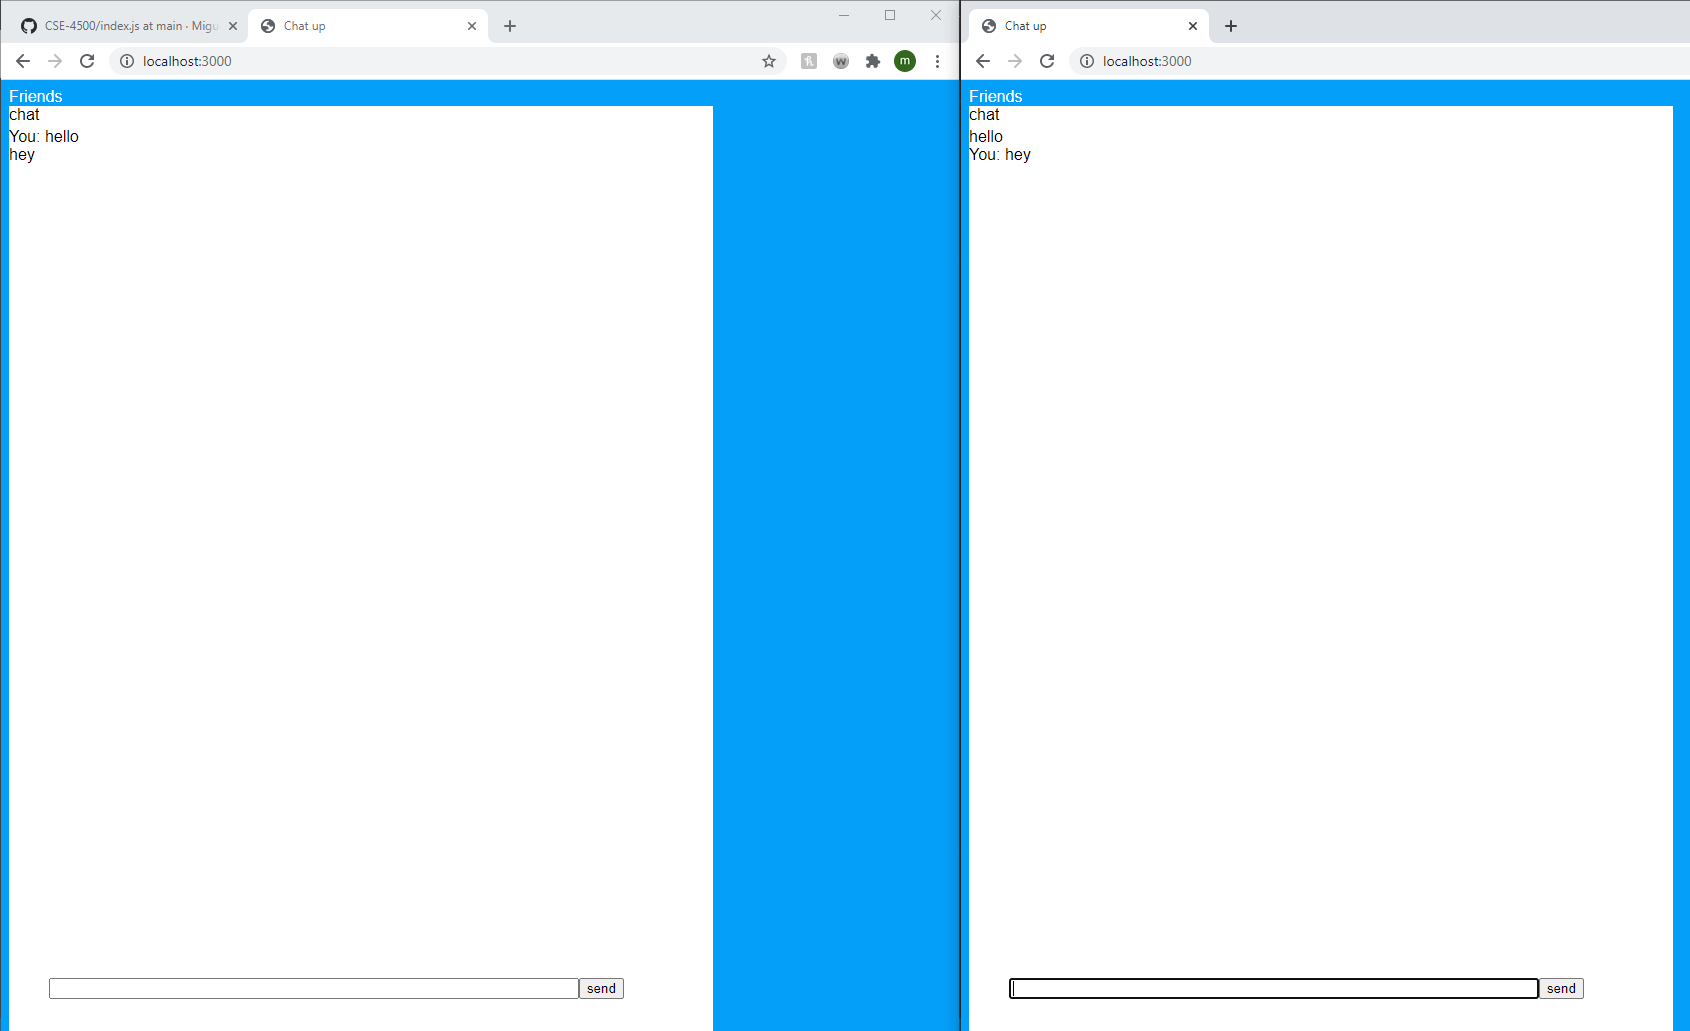 CSE-4500/index.js at main · Migu
Chat up
localhost:3000
m
Friends
chat
You: hello
hey
send
Chat up
localhost:3000
Friends
chat
hello
You: hey
send